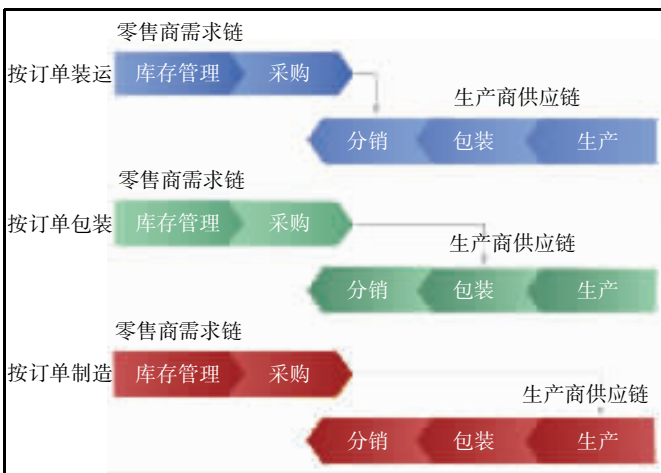 零售商需求链
按订单装运 库存管理 采购
生产商供应链
分销 包装 生产
零售商需求链
按订单包装 库存管理 采购
生产商供应链
分销 包装 生产
零售商需求链
按订单制造 库存管理 采购
生产商供应链
分销 包装 生产